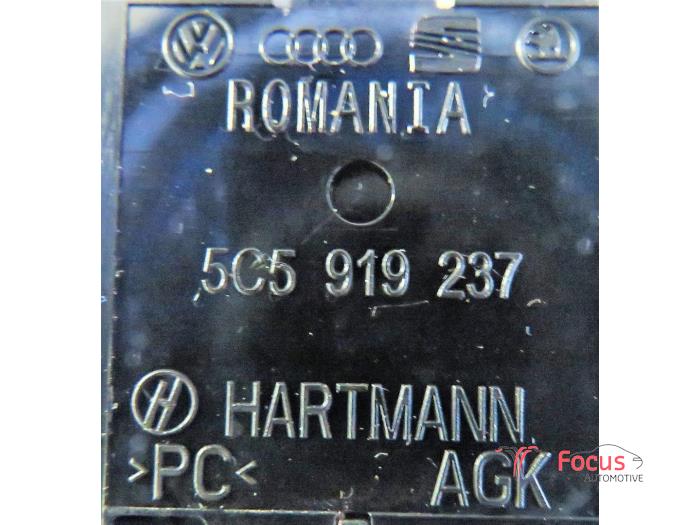 ROMANIA
5C5 919 237
H HARTMANN.
>PC< AGK
Focus
AUTOMOTIVE